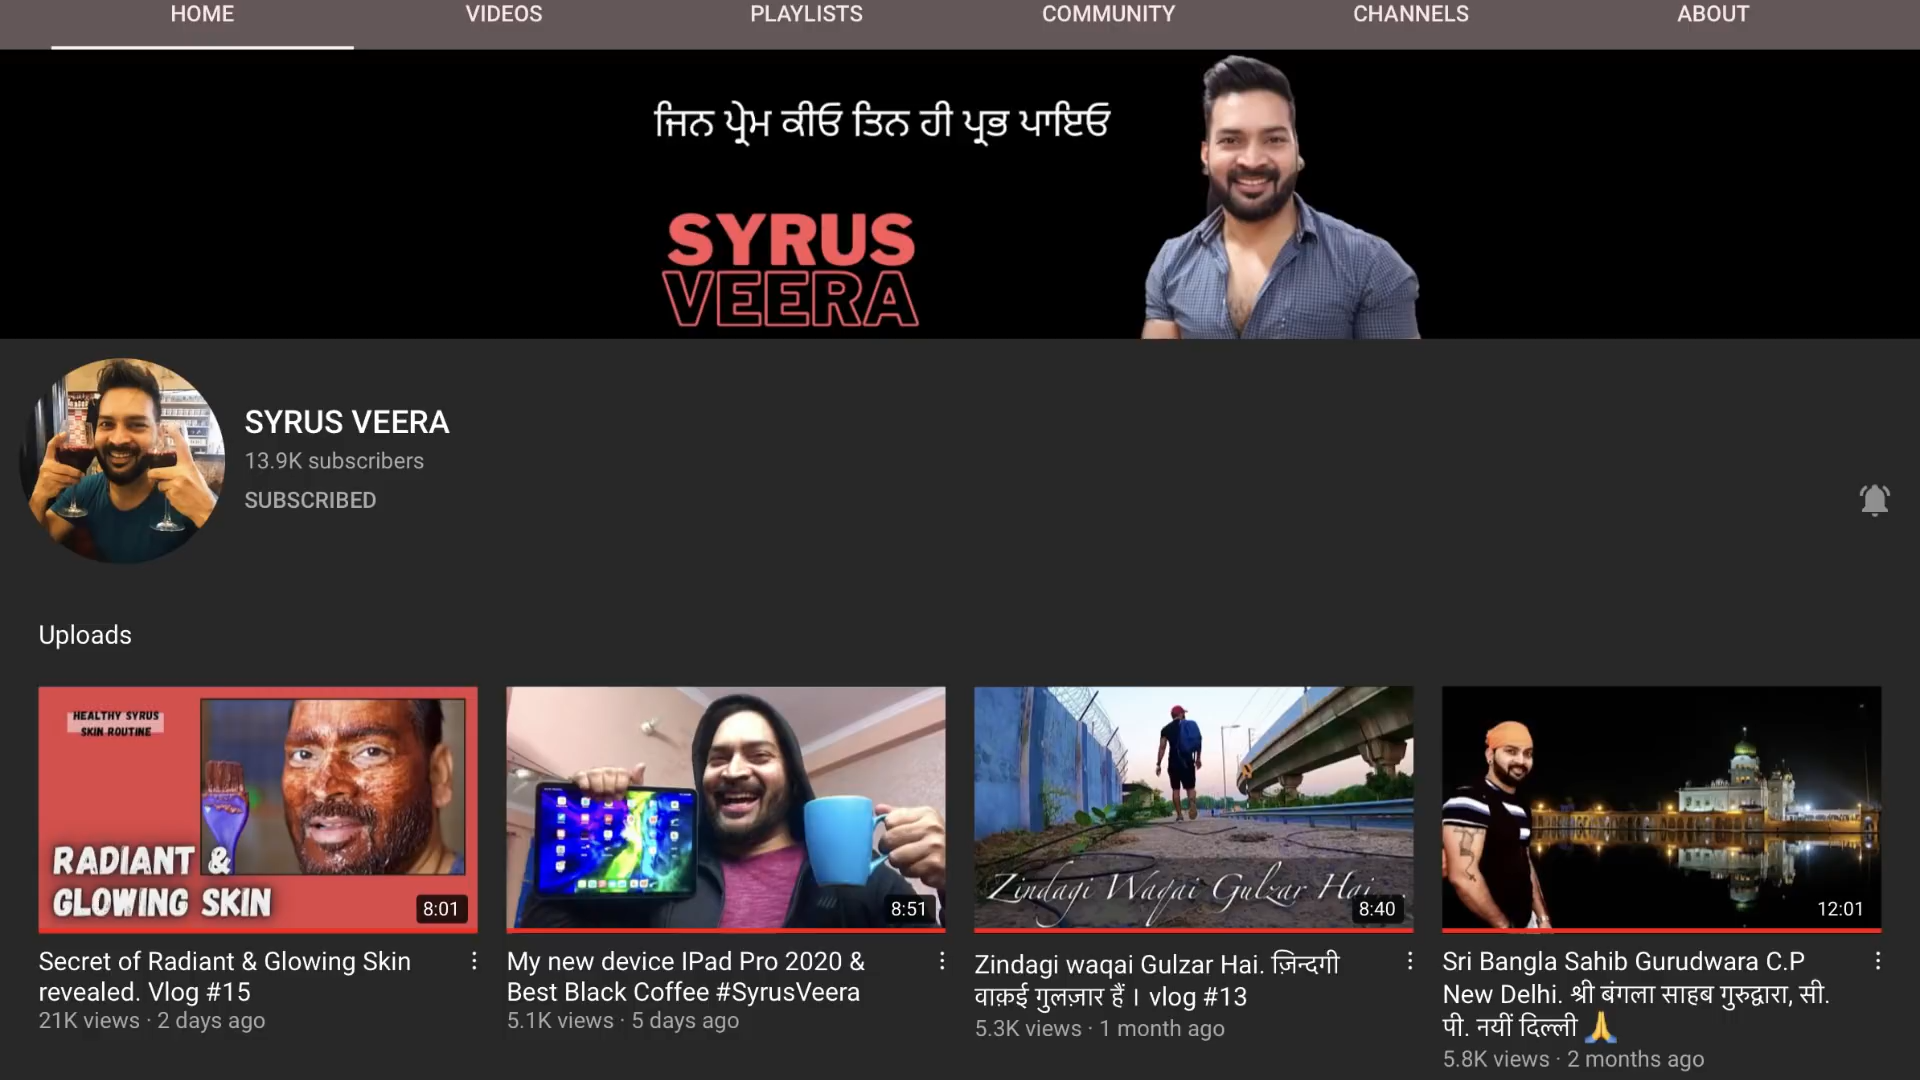 HOME
VIDEOS
PLAYLISTS
COMMUNITY
CHANNELS
ABOUT
ਜਿਨ ਪ੍ਰੇਮ ਕੀਓ ਤਿਨ ਹੀ ਪ੍ਰਭ ਪਾਇਓ
SYRUS
VEERA
SYRUS VEERA
13.9K subscribers
SUBSCRIBED
Uploads
HEALTHY SYRUS
SKIN ROUTINE
RADIANT &
GLOWING SKIN
8:01
Secret of Radiant & Glowing Skin
revealed. Vlog #15
21K views · 2 days ago
8:51
My new device IPad Pro 2020 &
Best Black Coffee #SyrusVeera
5.1K views · 5 days ago
Zindagi Waqai Gulzar Hai...
8:40
Zindagi waqai Gulzar Hai. ज़िन्दगी
वाक़ई गुलज़ार हैं । vlog #13
5.3K views · 1 month ago
12:01
Sri Bangla Sahib Gurudwara C.P
New Delhi. श्री बंगला साहब गुरुद्वारा, सी.
पी. नयीं दिल्ली 🙏
5.8K views · 2 months ago